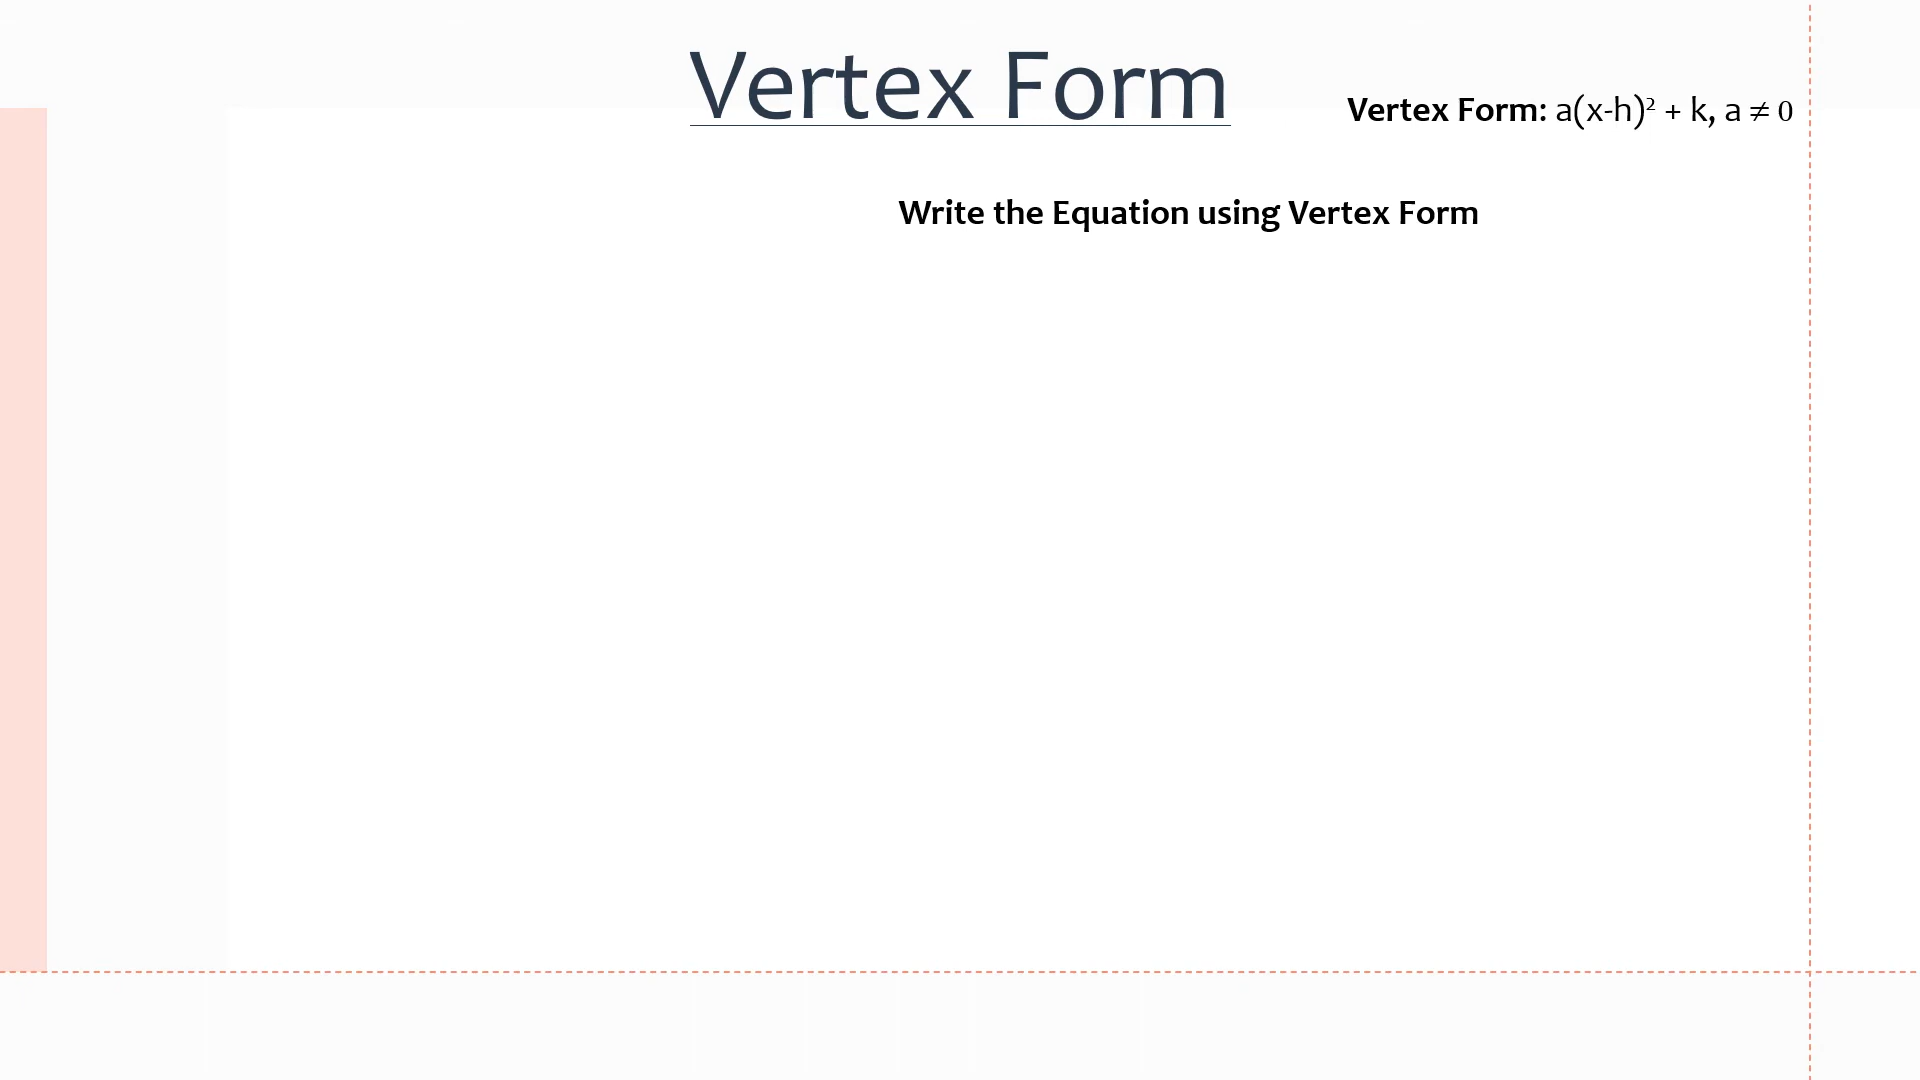 Vertex Form
Vertex Form: a(x-h)² + k, a ≠ 0
Write the Equation using Vertex Form